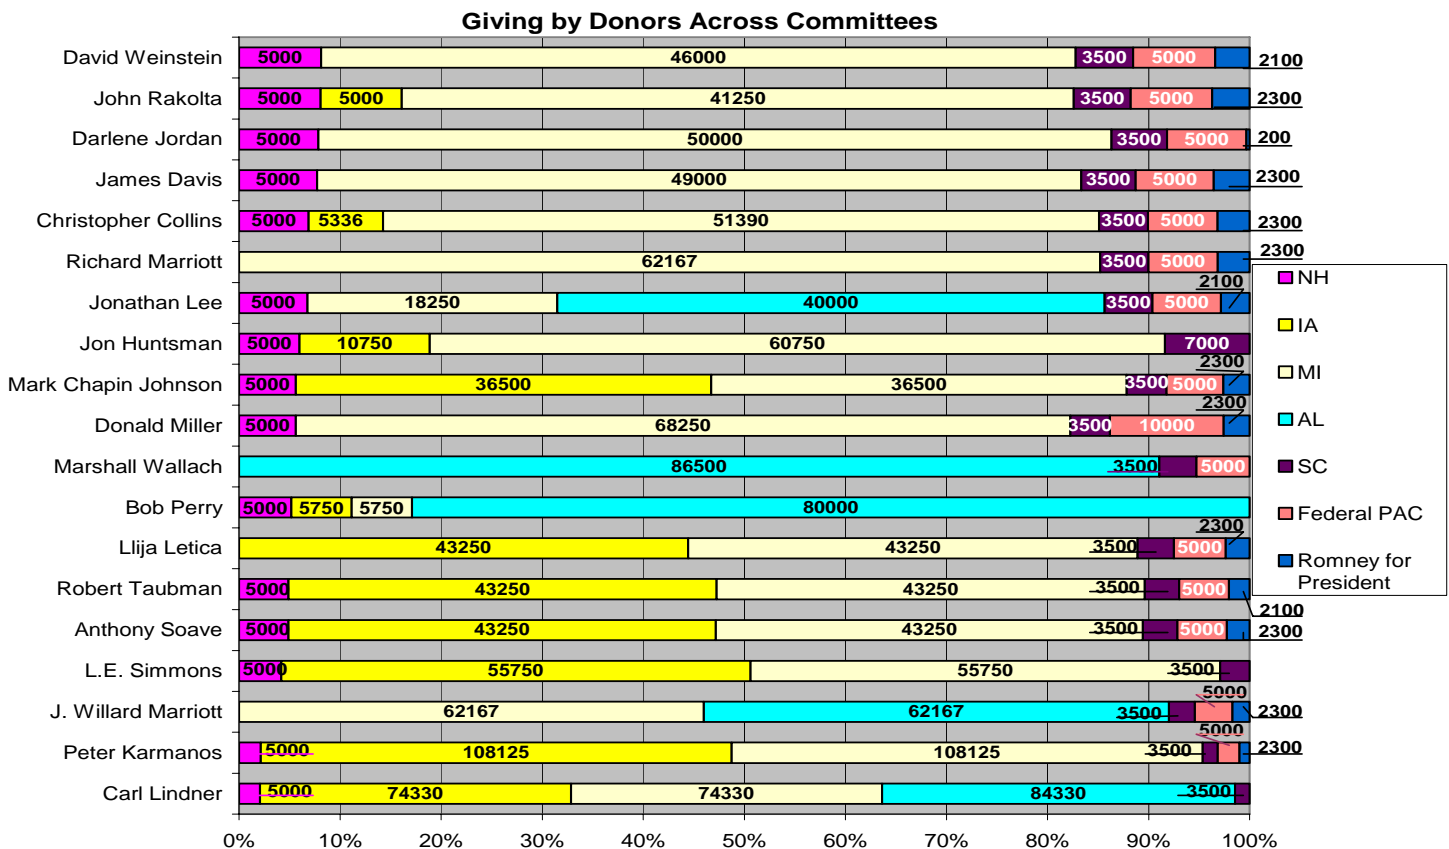 Giving by Donors Across Committees
David Weinstein 5000 46000 3500 5000 2100
John Rakolta 5000 5000 41250 3500 5000 2300
Darlene Jordan 5000 50000 3500 5000 200
James Davis 5000 49000 3500 5000 2300
Christopher Collins 5000 5336 51390 3500 5000 2300
Richard Marriott 62167 3500 5000 2300
Jonathan Lee 5000 18250 40000 3500 5000 2100
Jon Huntsman 5000 10750 60750 7000
Mark Chapin Johnson 5000 36500 36500 3500 5000 2300
Donald Miller 5000 68250 3500 10000 2300
Marshall Wallach 86500 3500 5000
Bob Perry 5000 5750 5750 80000
Llija Letica 43250 43250 3500 5000 2300
Robert Taubman 5000 43250 43250 3500 5000 2100
Anthony Soave 5000 43250 43250 3500 5000 2300
L.E. Simmons 5000 55750 55750 3500
J. Willard Marriott 62167 62167 3500 5000 2300
Peter Karmanos 5000 108125 108125 3500 5000 2300
Carl Lindner 5000 74330 74330 84330 3500
0% 10% 20% 30% 40% 50% 60% 70% 80% 90% 100%
NH
IA
MI
AL
SC
Federal PAC
Romney for
President